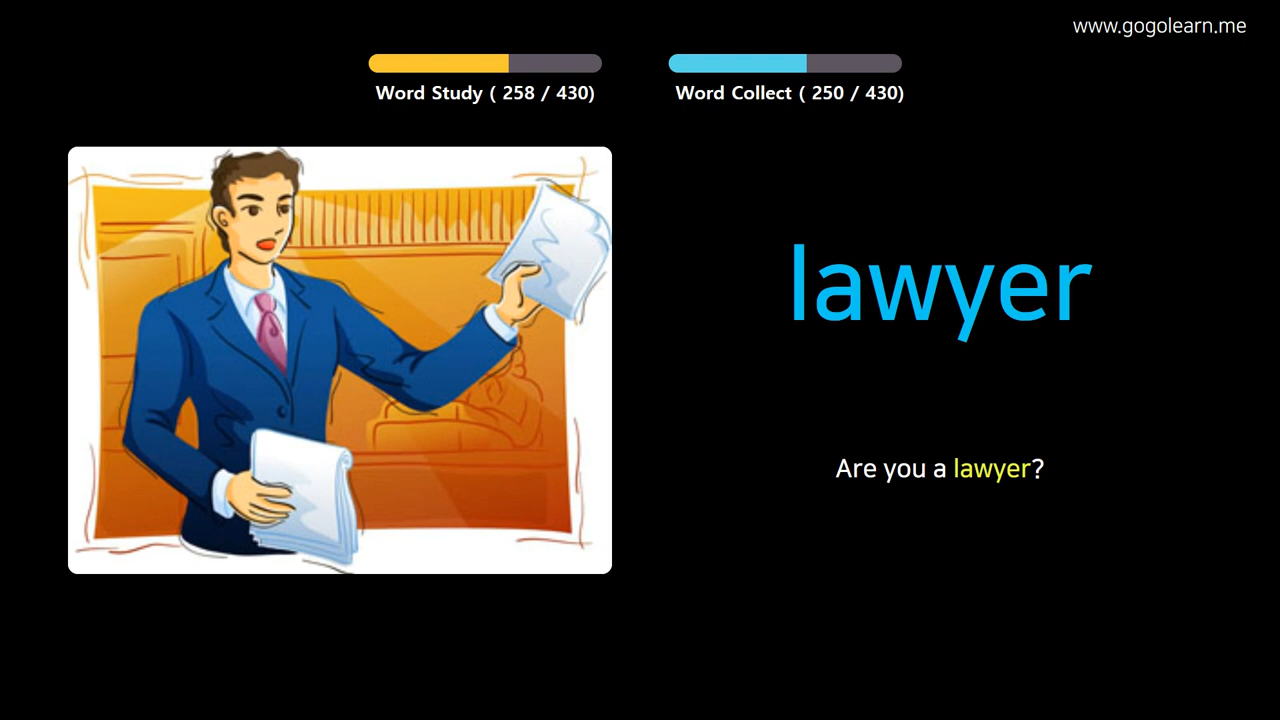 www.gogolearn.me
Word Study ( 258 / 430)
Word Collect ( 250 / 430)
lawyer
Are you a lawyer?